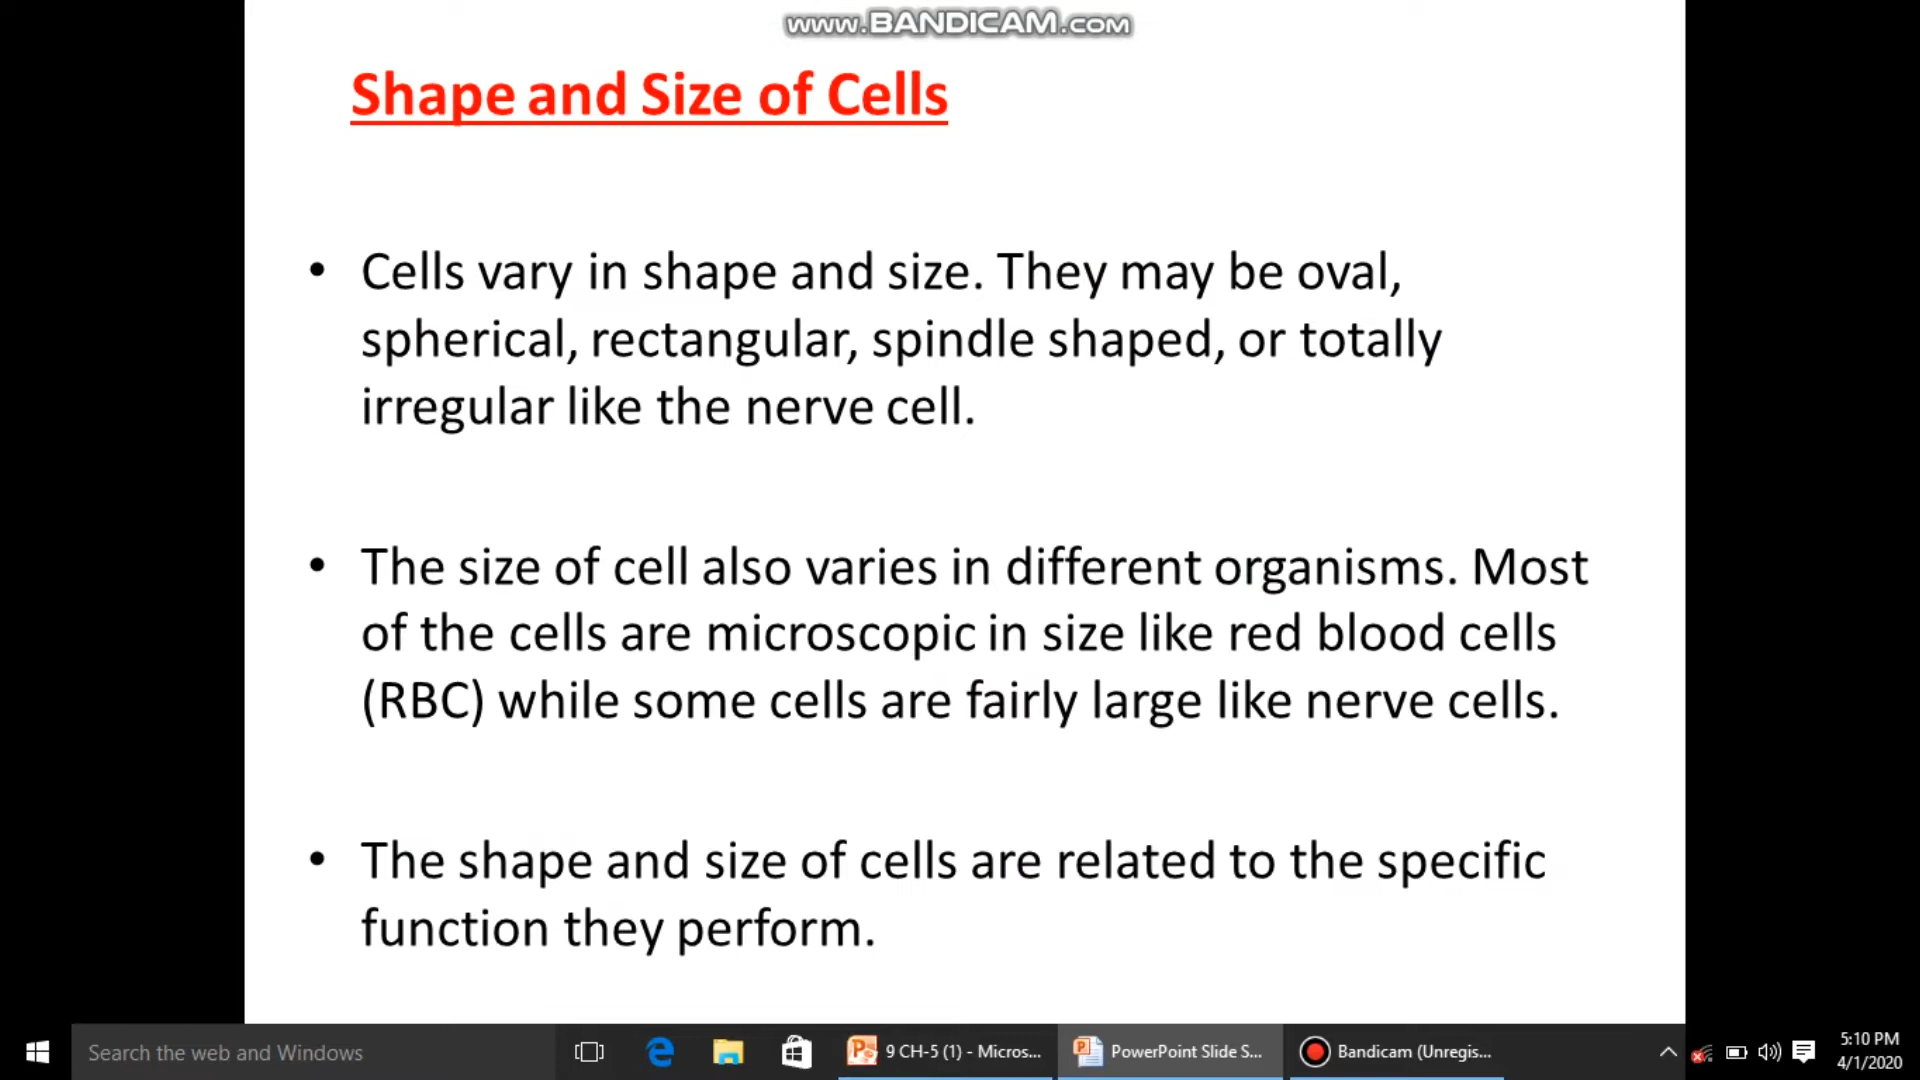 www.BANDICAM.com
Shape and Size of Cells
• Cells vary in shape and size. They may be oval,
spherical, rectangular, spindle shaped, or totally
irregular like the nerve cell.
• The size of cell also varies in different organisms. Most
of the cells are microscopic in size like red blood cells
(RBC) while some cells are fairly large like nerve cells.
• The shape and size of cells are related to the specific
function they perform.
Search the web and Windows
9 CH-5 (1) - Micros...
PowerPoint Slide S...
Bandicam (Unregis...
5:10 PM
4/1/2020